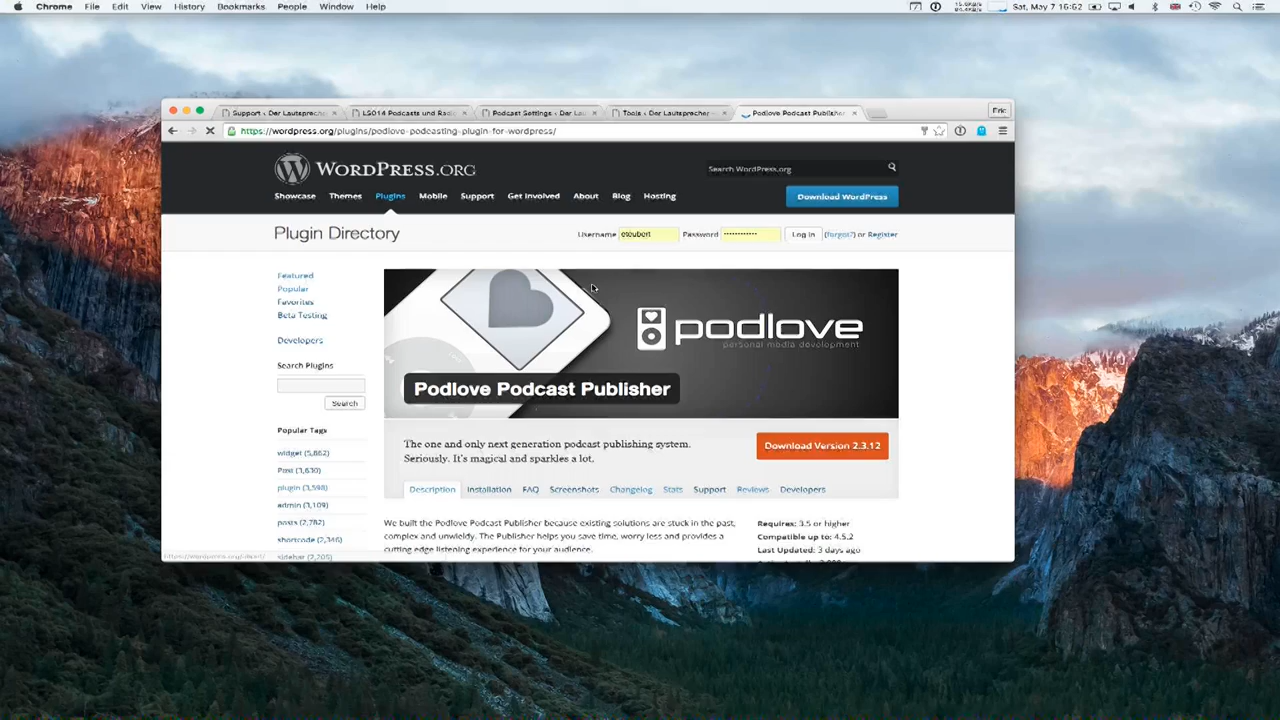 Chrome File Edit View History Bookmarks People Window Help
Sat, May 7 16:52
Support ‹ Der Lautspreche
LS014 Podcasts und Radio
Podcast Settings ‹ Der Lau
Tools ‹ Der Lautsprecher —
Podlove Podcast Publisher
Eric
https://wordpress.org/plugins/podlove-podcasting-plugin-for-wordpress/
WORDPRESS.ORG
Search WordPress.org
Showcase Themes Plugins Mobile Support Get Involved About Blog Hosting
Download WordPress
Plugin Directory
Username eteubert Password ············ Log in (forgot?) or Register
Featured
Popular
Favorites
Beta Testing
Developers
Search Plugins
Search
Popular Tags
widget (5,862)
Post (3,630)
plugin (3,598)
admin (3,109)
posts (2,782)
shortcode (2,346)
sidebar (2,205)
podlove
personal media development
Podlove Podcast Publisher
The one and only next generation podcast publishing system.
Seriously. It's magical and sparkles a lot.
Download Version 2.3.12
Description Installation FAQ Screenshots Changelog Stats Support Reviews Developers
We built the Podlove Podcast Publisher because existing solutions are stuck in the past,
complex and unwieldy. The Publisher helps you save time, worry less and provides a
cutting edge listening experience for your audience.
Requires: 3.5 or higher
Compatible up to: 4.5.2
Last Updated: 3 days ago
https://wordpress.org/about/